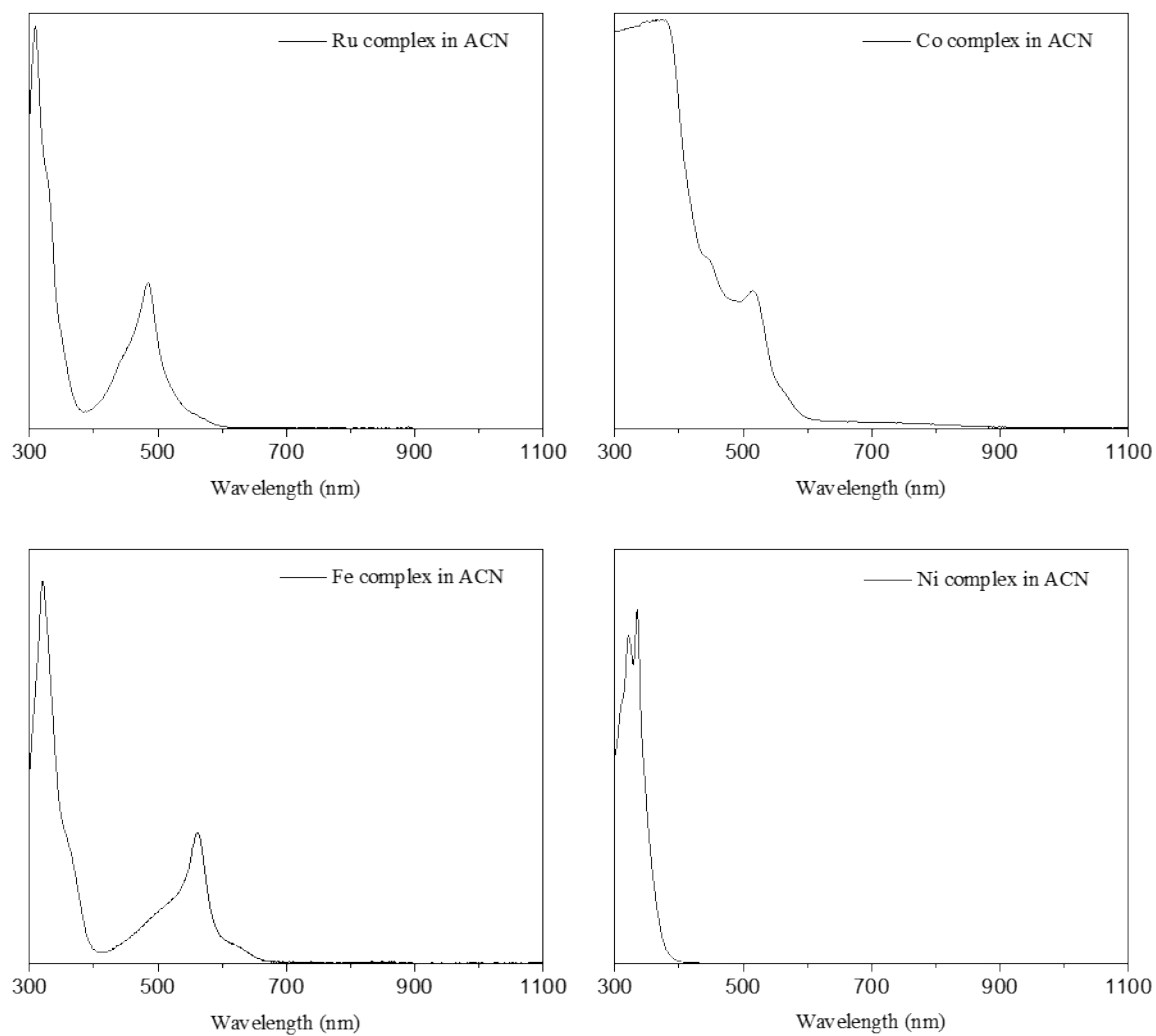 Ru complex in ACN
300 500 700 900 1100
Wavelength (nm)
Co complex in ACN
300 500 700 900 1100
Wavelength (nm)
Fe complex in ACN
300 500 700 900 1100
Wavelength (nm)
Ni complex in ACN
300 500 700 900 1100
Wavelength (nm)